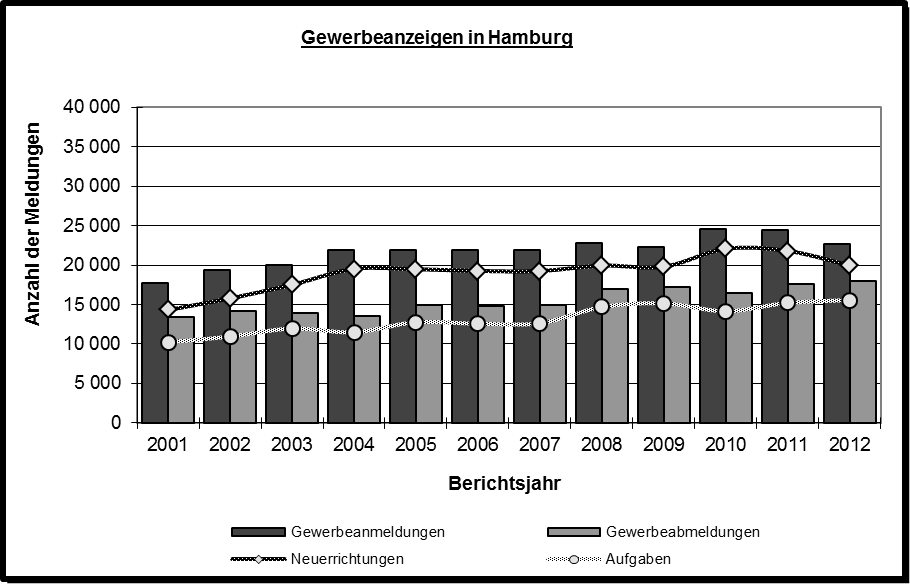 Gewerbeanzeigen in Hamburg
Anzahl der Meldungen
40 000
35 000
30 000
25 000
20 000
15 000
10 000
5 000
0
2001 2002 2003 2004 2005 2006 2007 2008 2009 2010 2011 2012
Berichtsjahr
Gewerbeanmeldungen Gewerbeabmeldungen
Neuerrichtungen Aufgaben